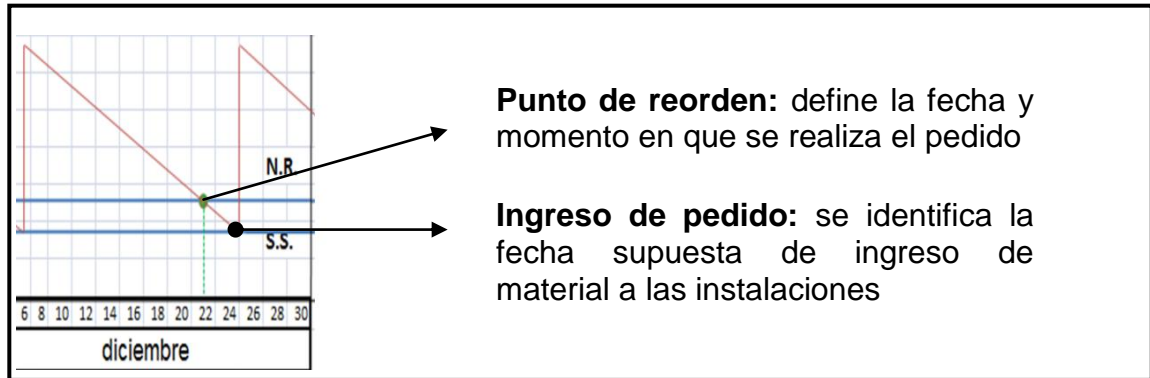 Punto de reorden: define la fecha y
momento en que se realiza el pedido
N.R.
Ingreso de pedido: se identifica la
fecha supuesta de ingreso de
material a las instalaciones
S.S.
6 8 10 12 14 16 18 20 22 24 26 28 30
diciembre